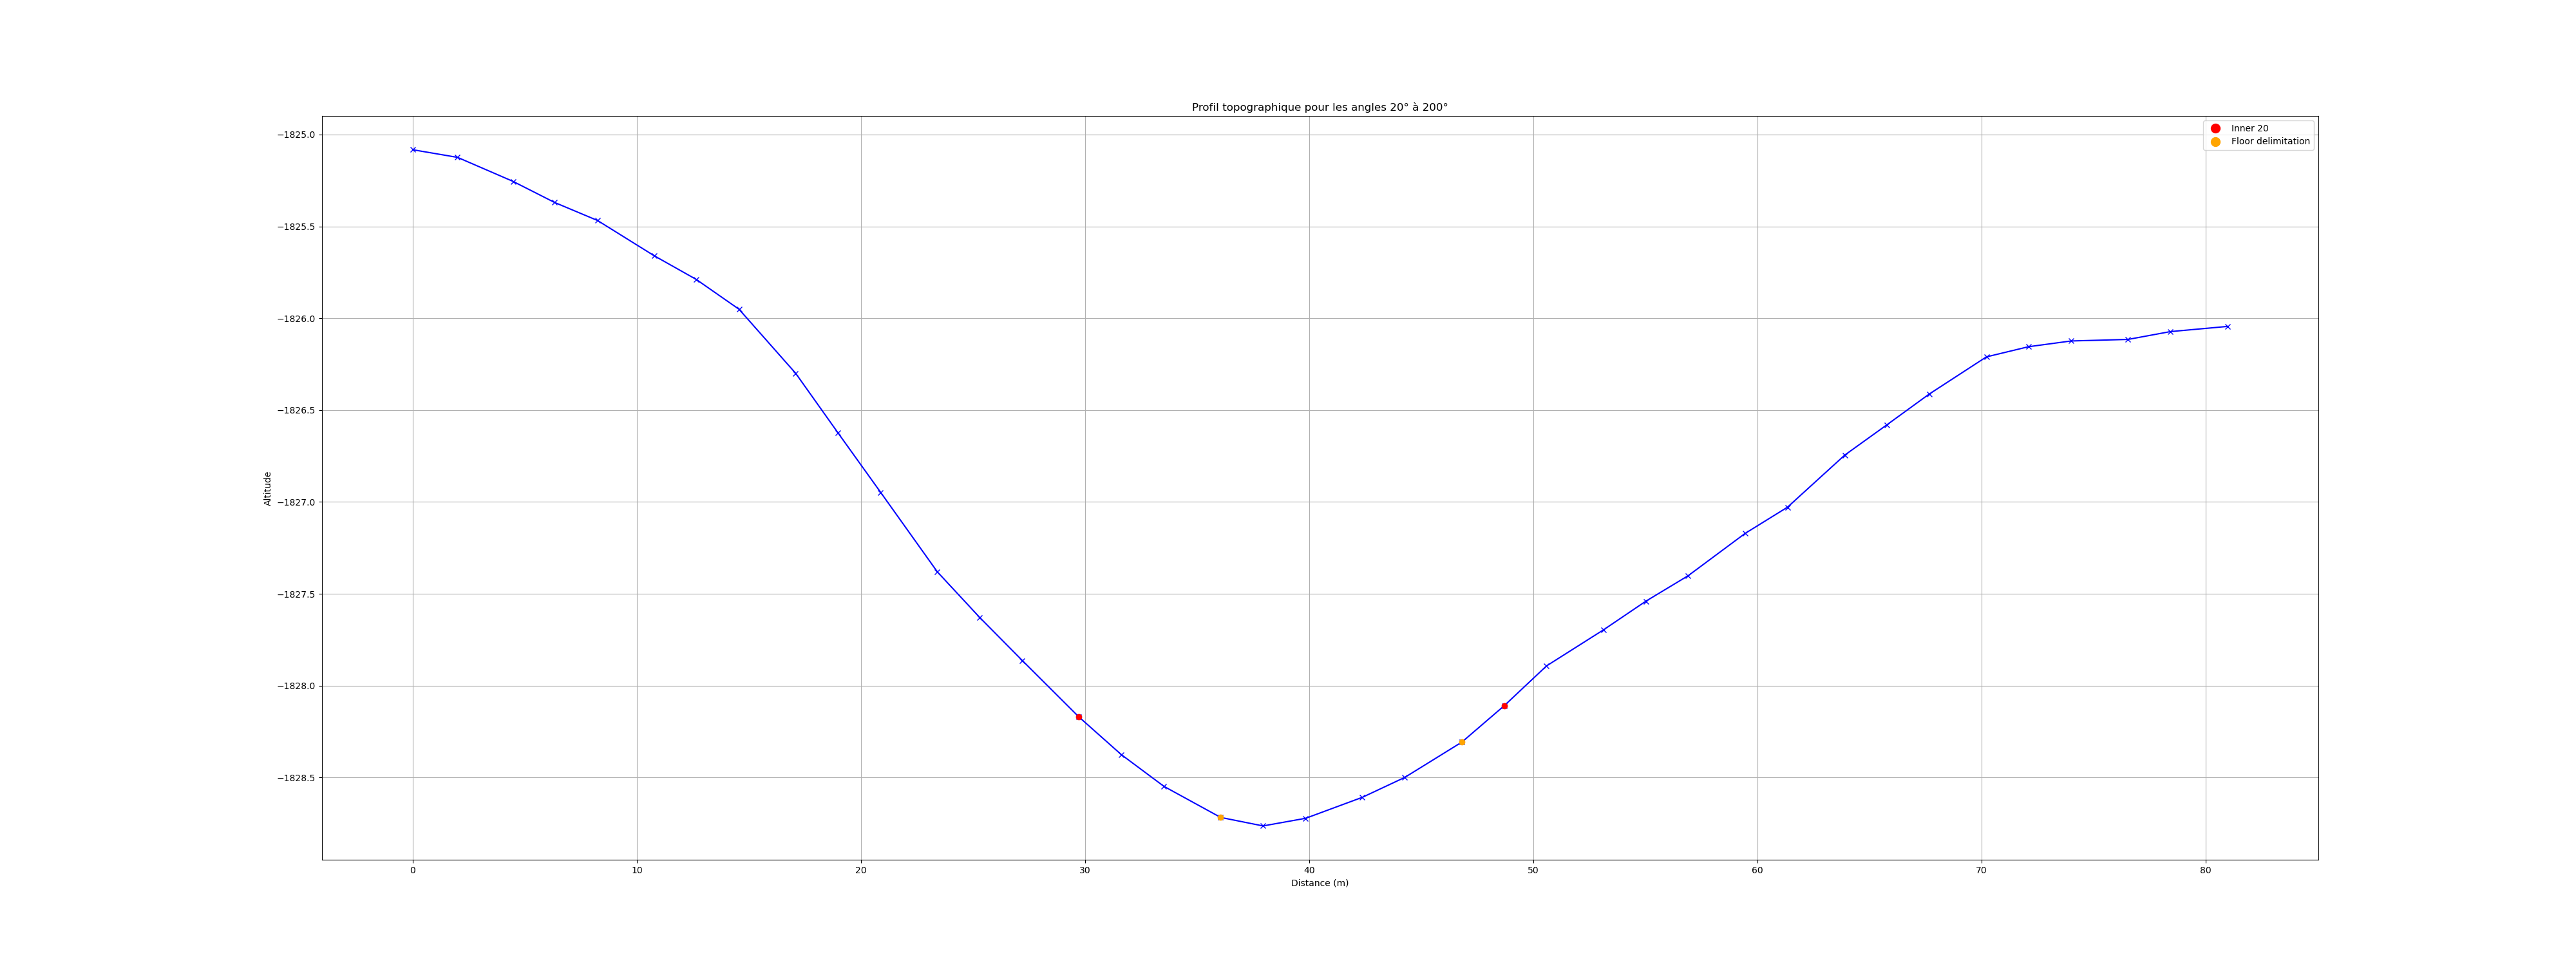 Profil topographique pour les angles 20° à 200°
Inner 20
Floor delimitation
Altitude
−1825.0
−1825.5
−1826.0
−1826.5
−1827.0
−1827.5
−1828.0
−1828.5
0 10 20 30 40 50 60 70 80
Distance (m)